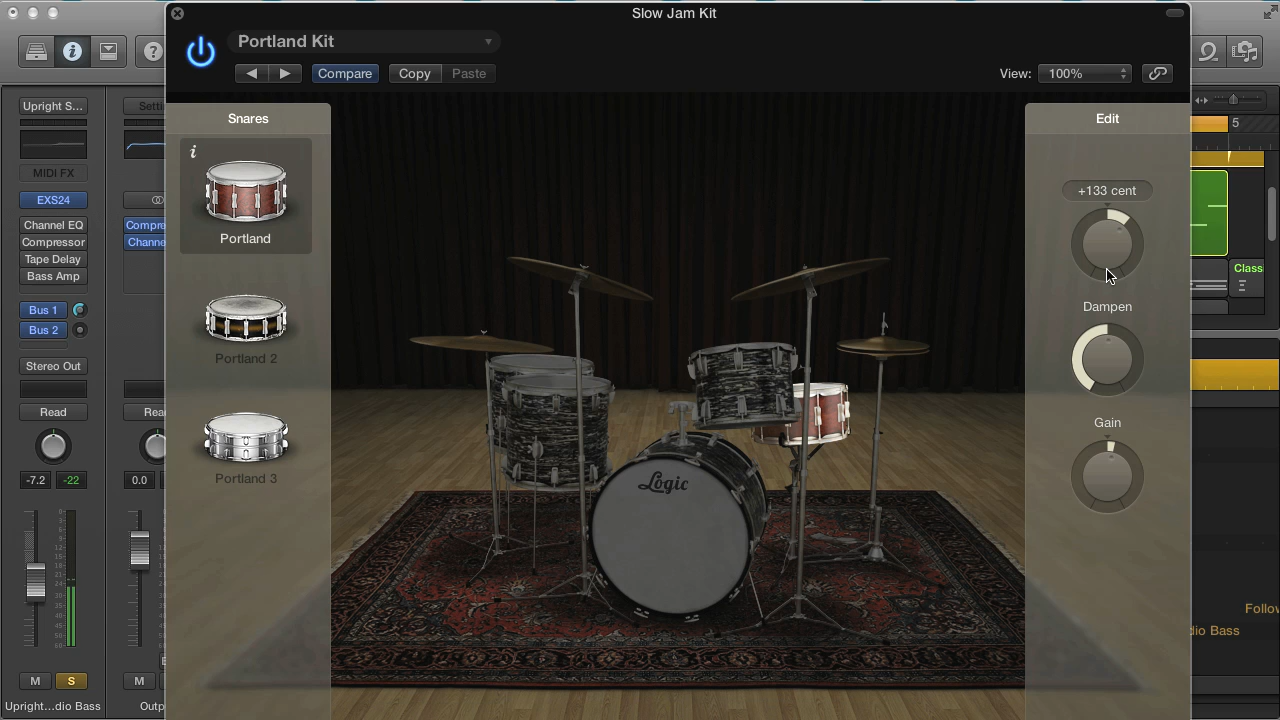 Slow Jam Kit
Portland Kit
Compare
Copy
Paste
View:
100%
Snares
i
Portland
Portland 2
Portland 3
Edit
+133 cent
Dampen
Gain
Logic
Upright S...
MIDI FX
EXS24
Channel EQ
Compressor
Tape Delay
Bass Amp
Bus 1
Bus 2
Stereo Out
Read
-7.2
-22
0.0
M
S
M
Upright...dio Bass
5
dio Bass